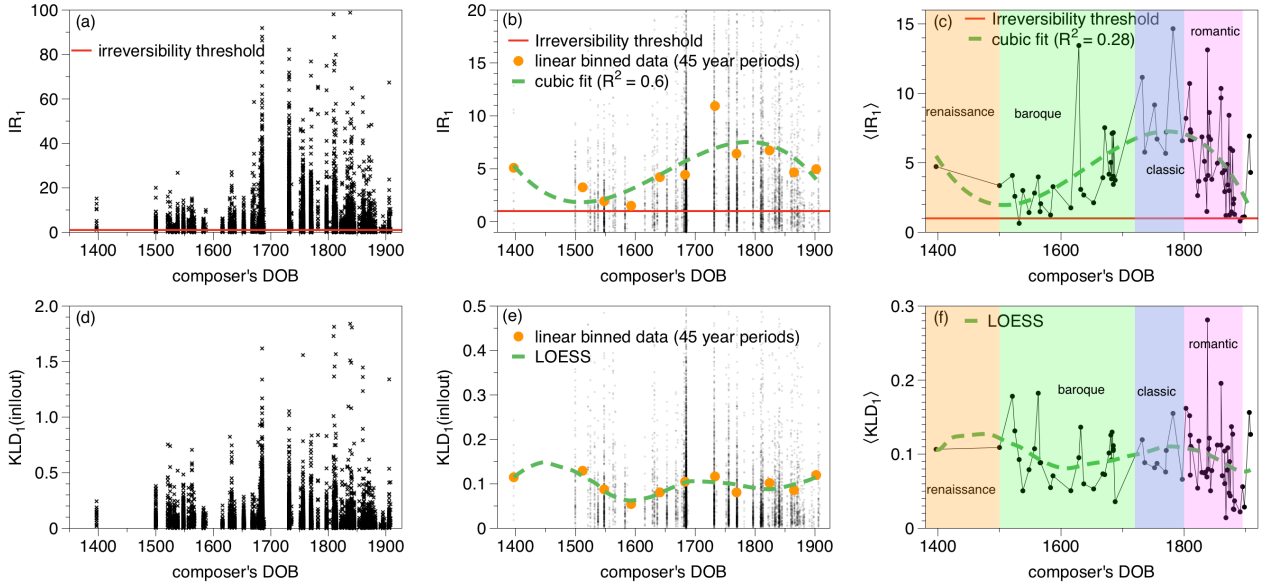 (a)
irreversibility threshold
100
80
60
40
20
0
IR1
1400 1500 1600 1700 1800 1900
composer's DOB
(b)
Irreversibility threshold
linear binned data (45 year periods)
cubic fit (R2 = 0.6)
20
15
10
5
0
IR1
1400 1500 1600 1700 1800 1900
composer's DOB
(c)
Irreversibility threshold
cubic fit (R2 = 0.28)
romantic
renaissance
baroque
classic
15
10
5
0
⟨IR1⟩
1400 1600 1800
composer's DOB
(d)
2.0
1.5
1.0
0.5
0
KLD1(in||out)
1400 1500 1600 1700 1800 1900
composer's DOB
(e)
linear binned data (45 year periods)
LOESS
0.5
0.4
0.3
0.2
0.1
0
KLD1(in||out)
1400 1500 1600 1700 1800 1900
composer's DOB
(f)
LOESS
romantic
baroque
classic
renaissance
0.3
0.2
0.1
0
⟨KLD1⟩
1400 1600 1800
composer's DOB